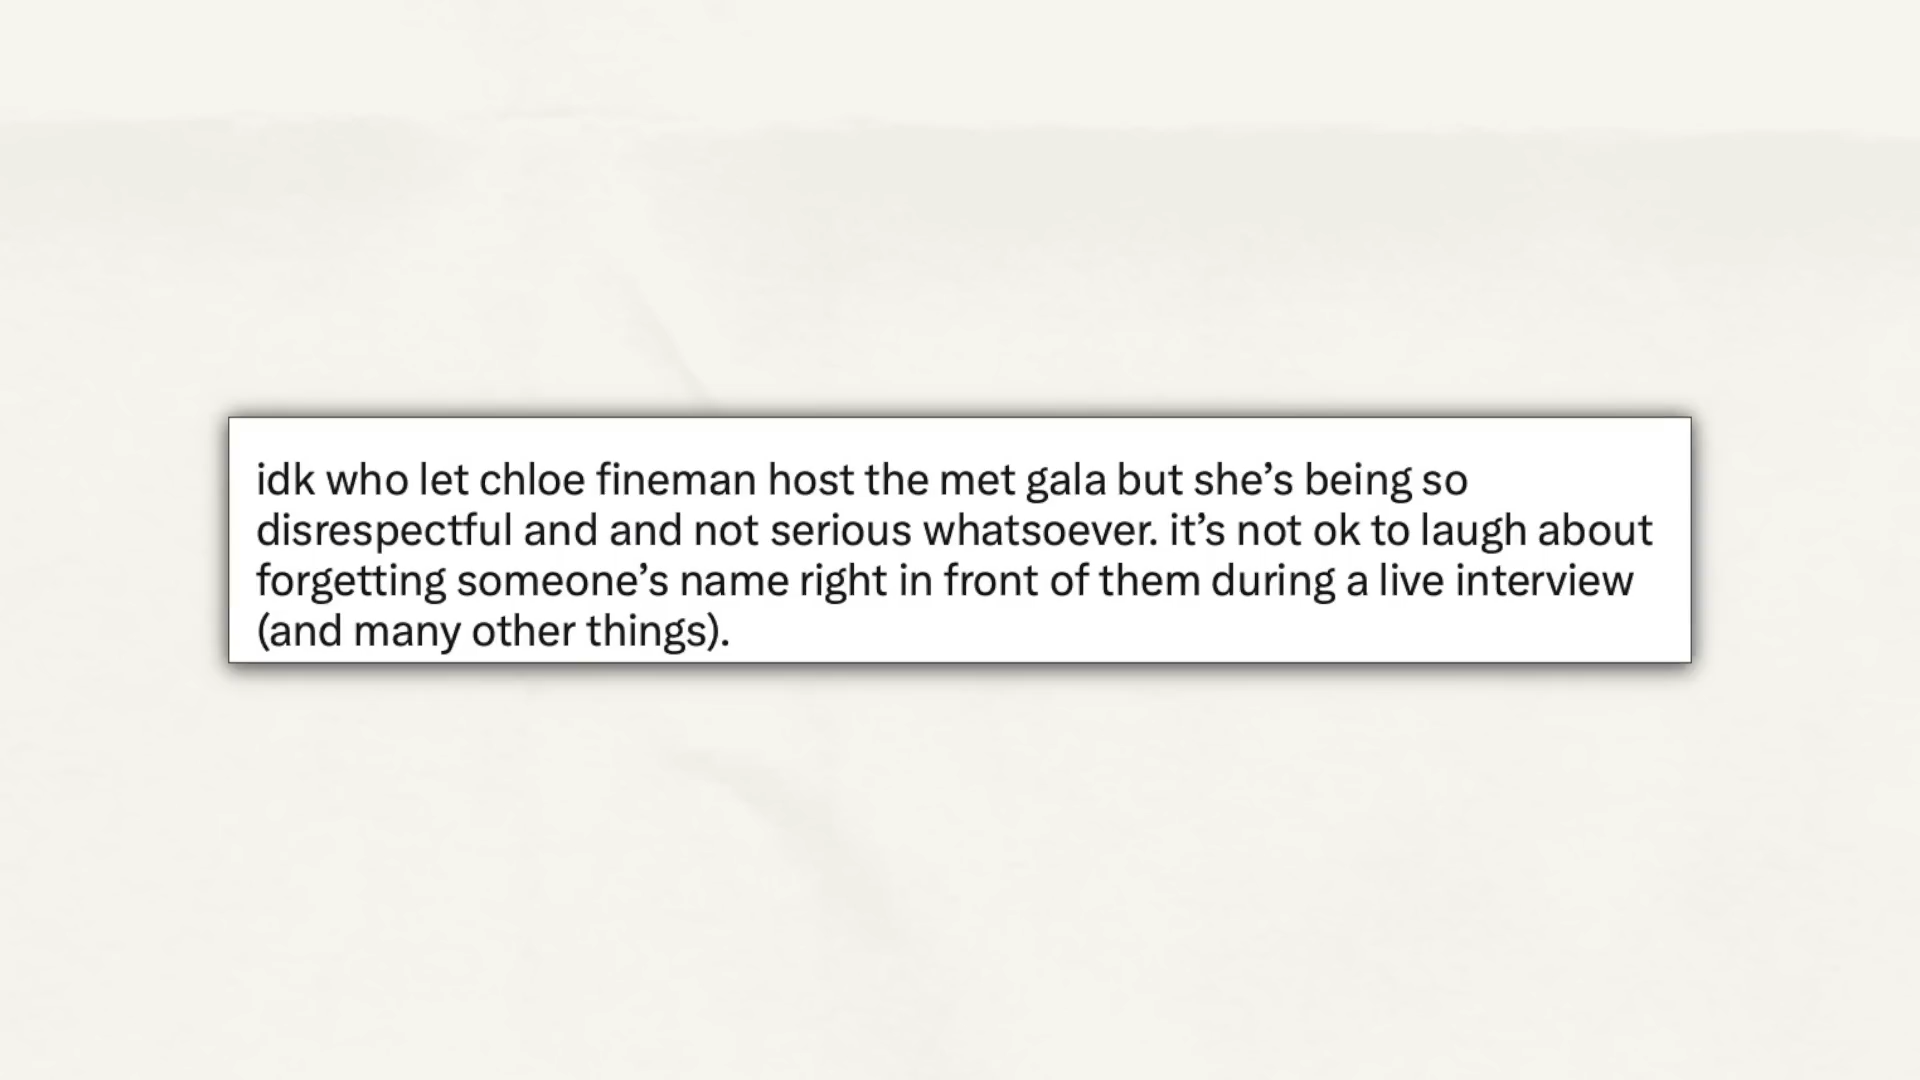 idk who let chloe fineman host the met gala but she’s being so
disrespectful and and not serious whatsoever. it’s not ok to laugh about
forgetting someone’s name right in front of them during a live interview
(and many other things).